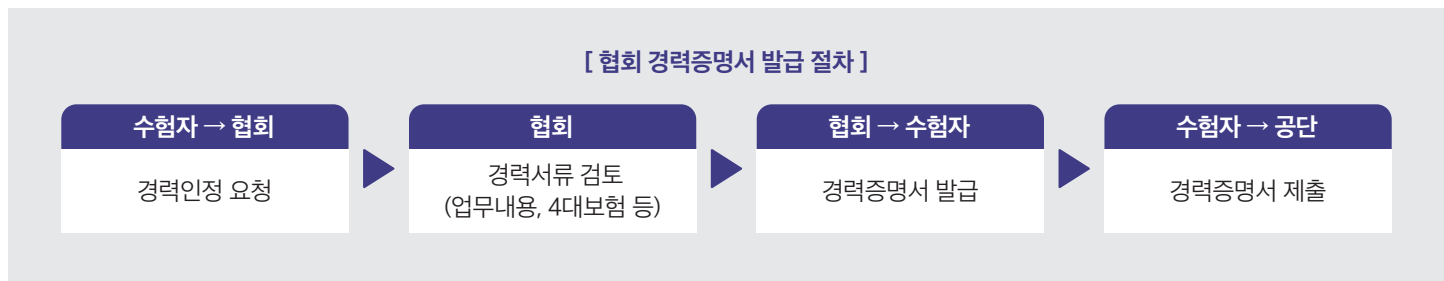 [ 협회 경력증명서 발급 절차 ]
수험자 → 협회
경력인정 요청
협회
경력서류 검토
(업무내용, 4대보험 등)
협회 → 수험자
경력증명서 발급
수험자 → 공단
경력증명서 제출